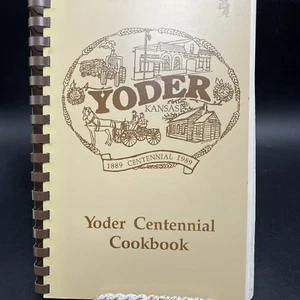 YODER
KANSAS
1889 CENTENNIAL 1989
Yoder Centennial
Cookbook